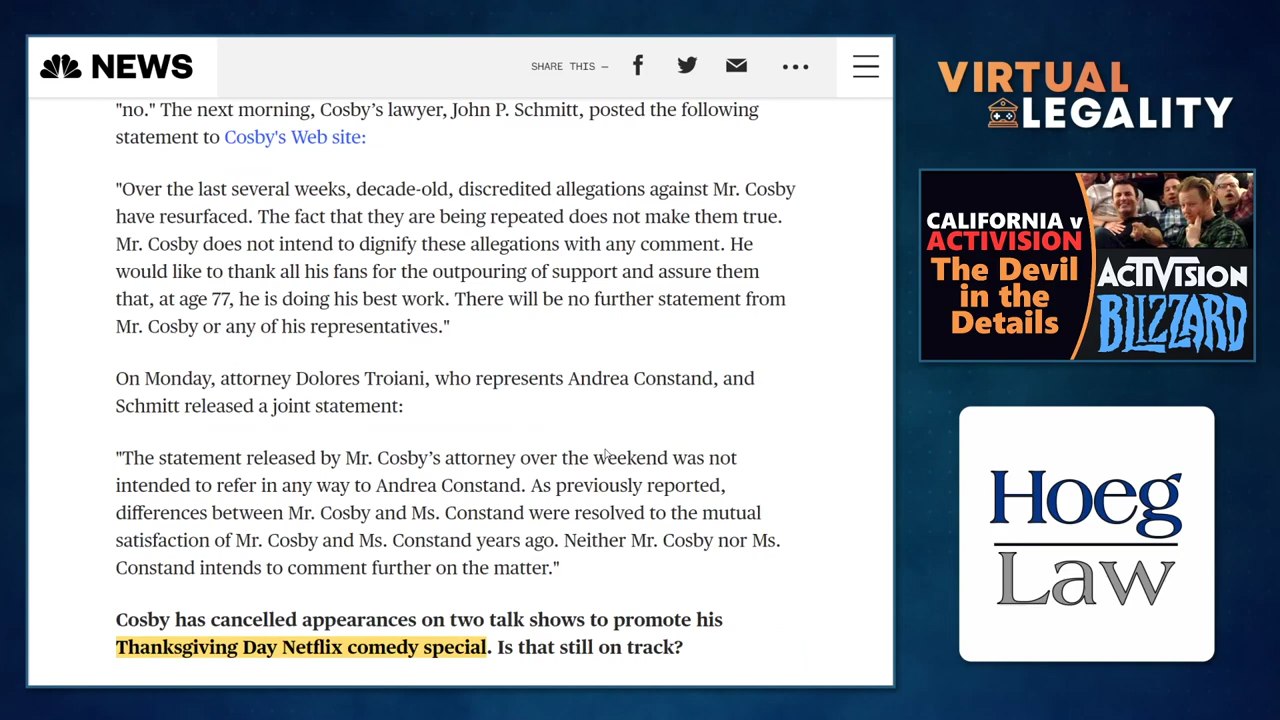 NEWS
SHARE THIS —
"no." The next morning, Cosby’s lawyer, John P. Schmitt, posted the following
statement to Cosby's Web site:
"Over the last several weeks, decade-old, discredited allegations against Mr. Cosby
have resurfaced. The fact that they are being repeated does not make them true.
Mr. Cosby does not intend to dignify these allegations with any comment. He
would like to thank all his fans for the outpouring of support and assure them
that, at age 77, he is doing his best work. There will be no further statement from
Mr. Cosby or any of his representatives."
On Monday, attorney Dolores Troiani, who represents Andrea Constand, and
Schmitt released a joint statement:
"The statement released by Mr. Cosby’s attorney over the weekend was not
intended to refer in any way to Andrea Constand. As previously reported,
differences between Mr. Cosby and Ms. Constand were resolved to the mutual
satisfaction of Mr. Cosby and Ms. Constand years ago. Neither Mr. Cosby nor Ms.
Constand intends to comment further on the matter."
Cosby has cancelled appearances on two talk shows to promote his
Thanksgiving Day Netflix comedy special. Is that still on track?
VIRTUAL
LEGALITY
CALIFORNIA v
ACTIVISION
The Devil
in the
Details
ACTIVISION
BLIZZARD
Hoeg
Law